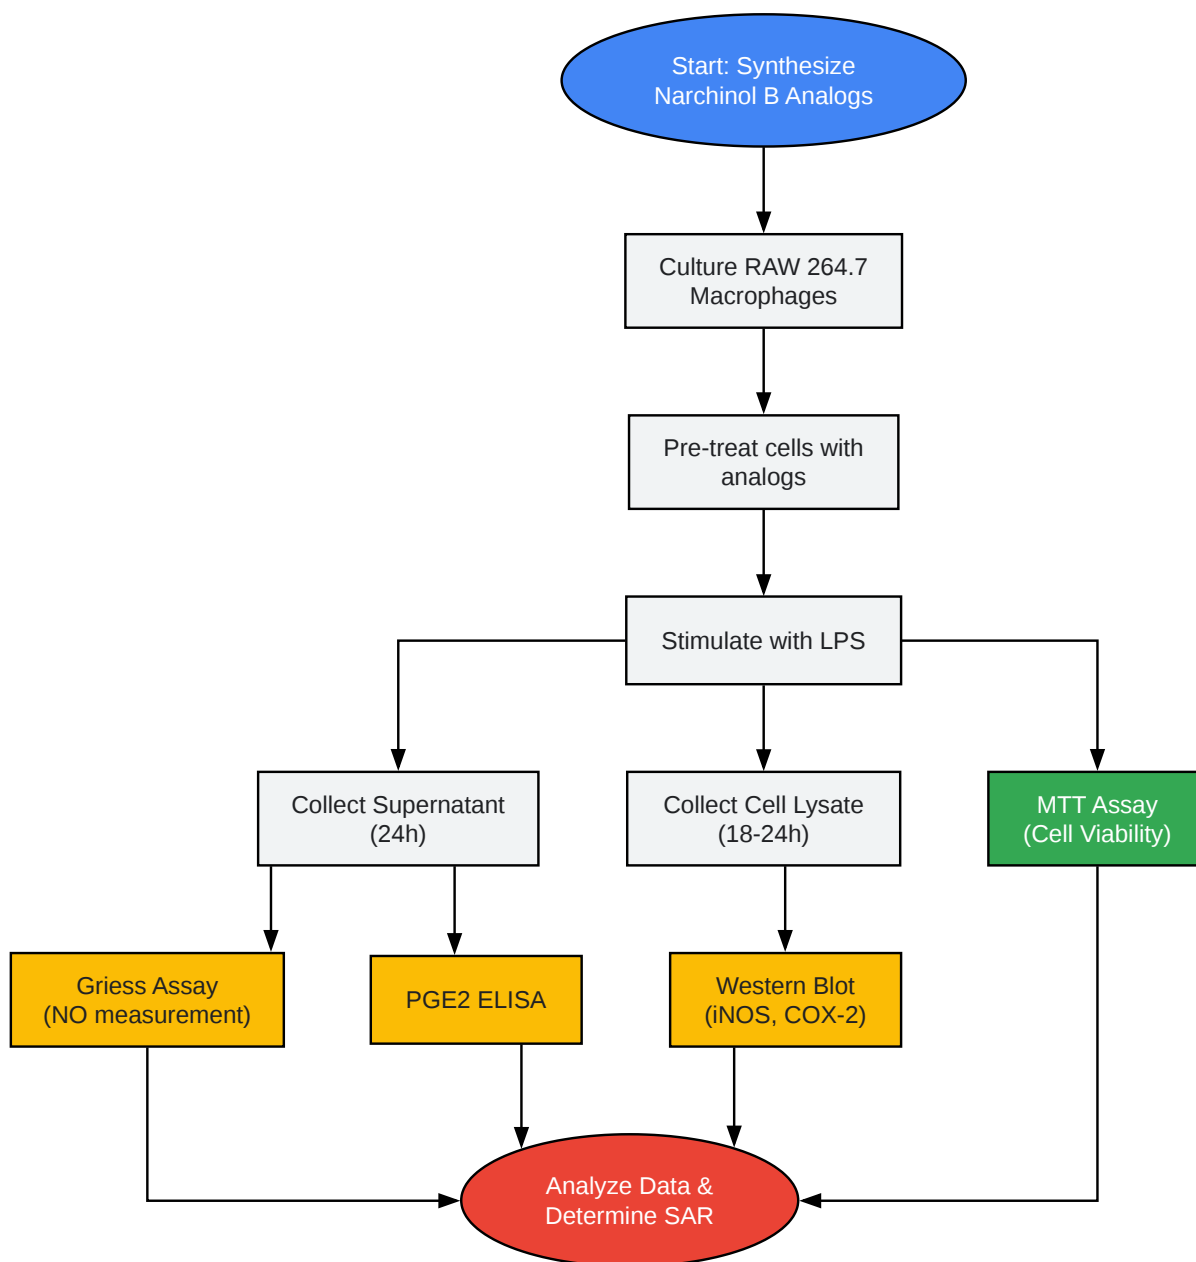 Start: Synthesize
Narchinol B Analogs
Culture RAW 264.7
Macrophages
Pre-treat cells with
analogs
Stimulate with LPS
Collect Supernatant
(24h)
Collect Cell Lysate
(18-24h)
MTT Assay
(Cell Viability)
Griess Assay
(NO measurement)
PGE2 ELISA
Western Blot
(iNOS, COX-2)
Analyze Data &
Determine SAR